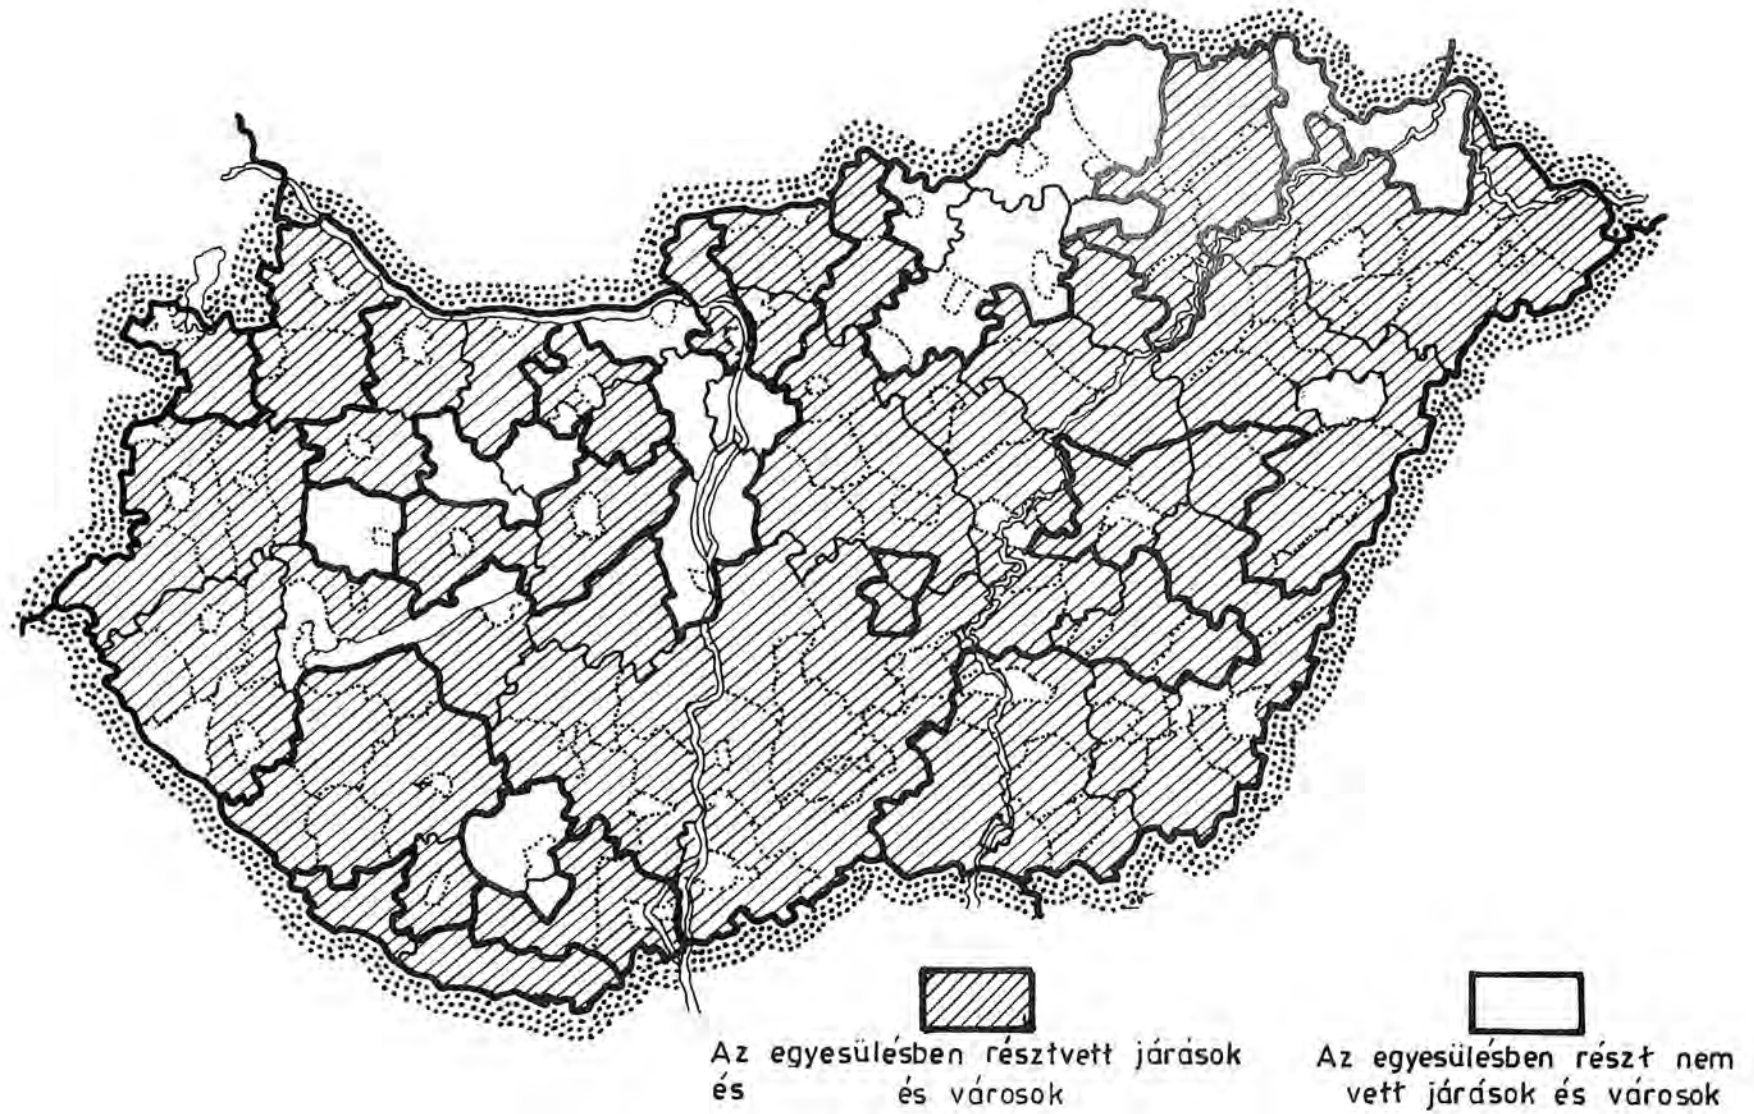 Az egyesülésben résztvett járások
és és városok
Az egyesülésben részt nem
vett járások és városok